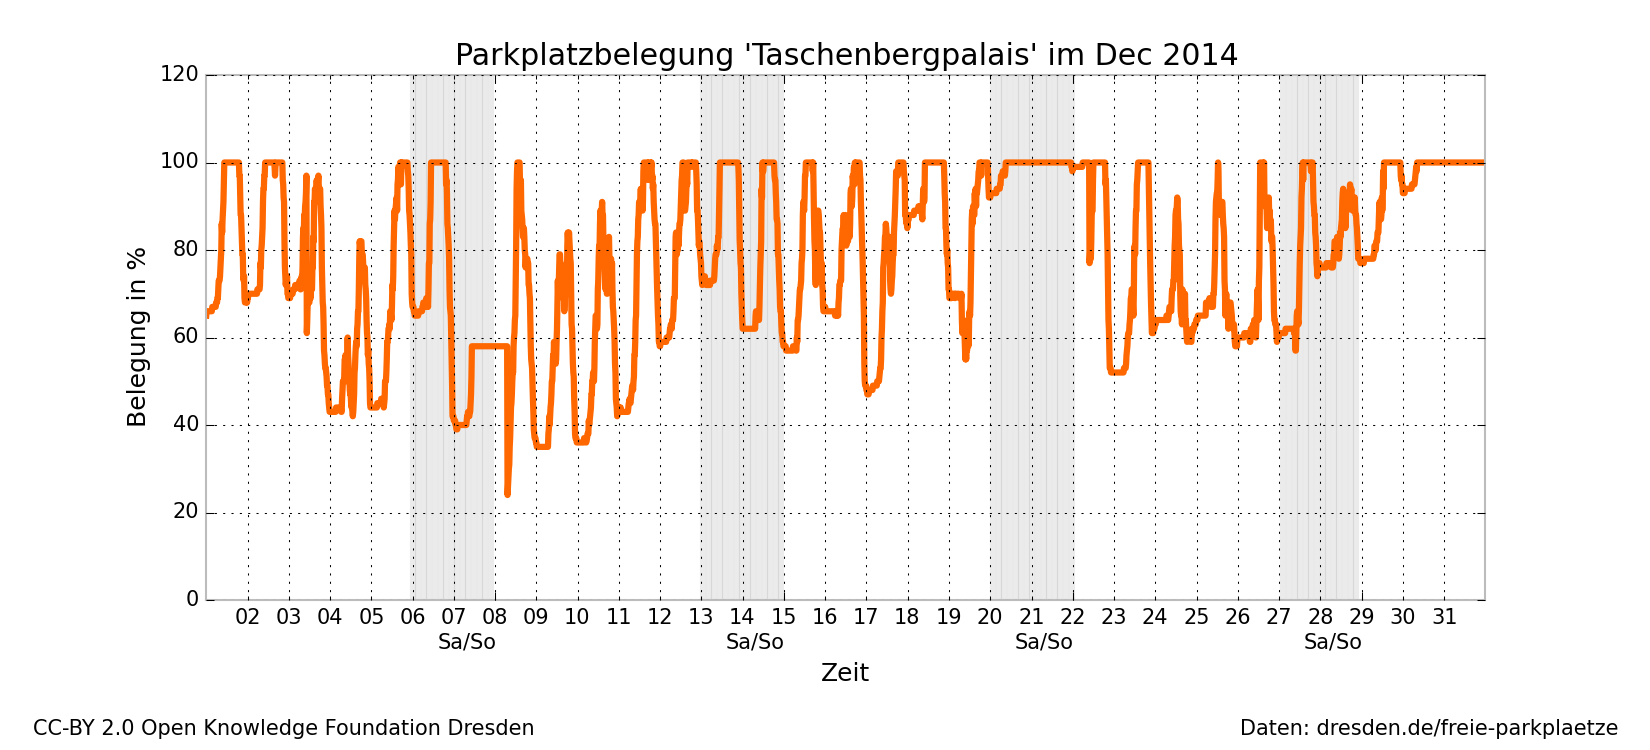 Parkplatzbelegung 'Taschenbergpalais' im Dec 2014
120
100
80
60
40
20
0
Belegung in %
02 03 04 05 06 07 08 09 10 11 12 13 14 15 16 17 18 19 20 21 22 23 24 25 26 27 28 29 30 31
Sa/So Sa/So Sa/So Sa/So
Zeit
CC-BY 2.0 Open Knowledge Foundation Dresden
Daten: dresden.de/freie-parkplaetze